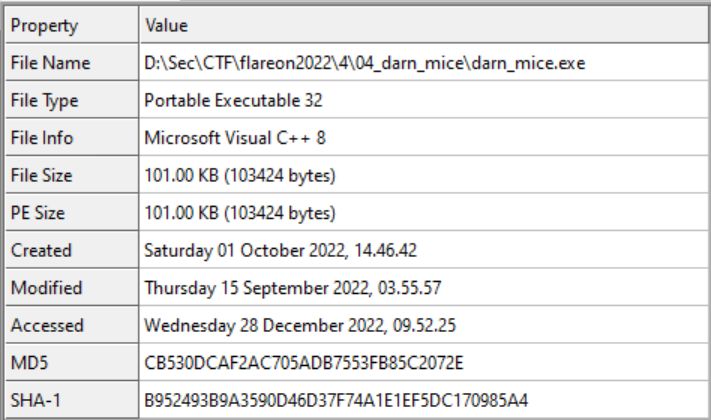 Property Value
File Name D:\Sec\CTF\flareon2022\4\04_darn_mice\darn_mice.exe
File Type Portable Executable 32
File Info Microsoft Visual C++ 8
File Size 101.00 KB (103424 bytes)
PE Size 101.00 KB (103424 bytes)
Created Saturday 01 October 2022, 14.46.42
Modified Thursday 15 September 2022, 03.55.57
Accessed Wednesday 28 December 2022, 09.52.25
MD5 CB530DCAF2AC705ADB7553FB85C2072E
SHA-1 B952493B9A3590D46D37F74A1E1EF5DC170985A4